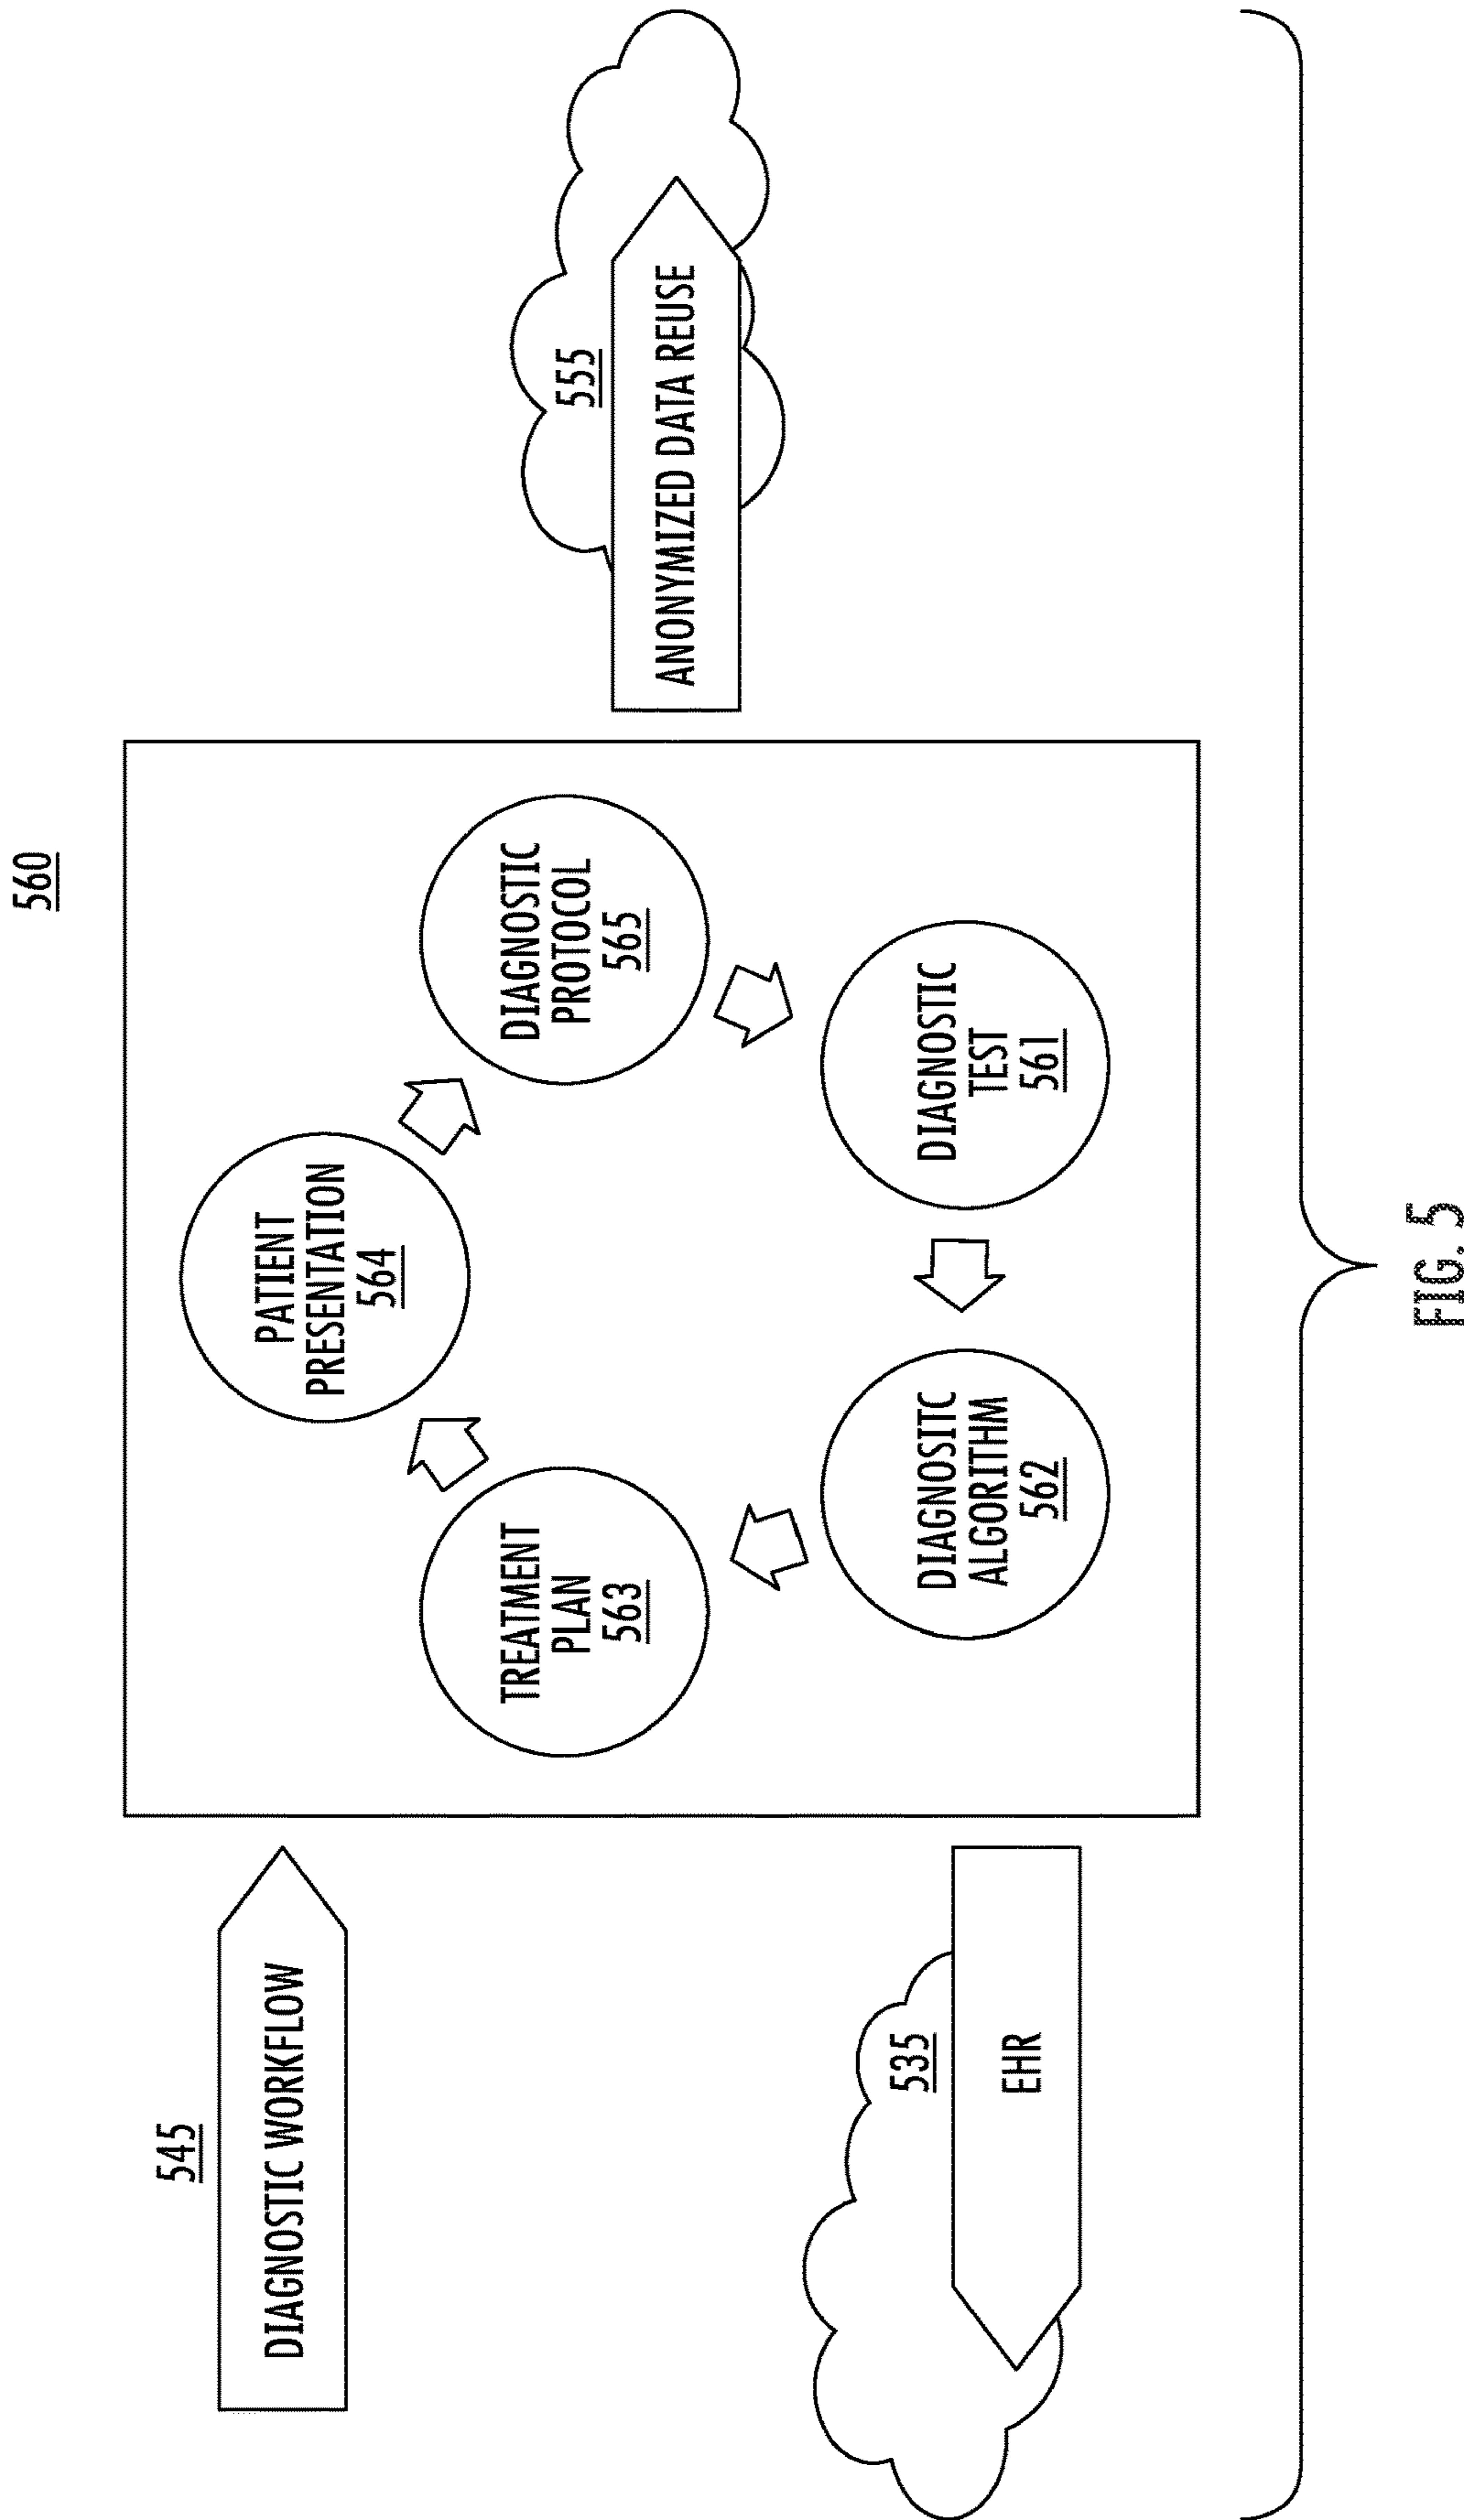 560
545
DIAGNOSTIC WORKFLOW
PATIENT
PRESENTATION
564
TREATMENT
PLAN
563
DIAGNOSTIC
PROTOCOL
565
555
ANONYMIZED DATA REUSE
535
EHR
DIAGNOSITC
ALGORITHM
562
DIAGNOSTIC
TEST
561
FIG. 5